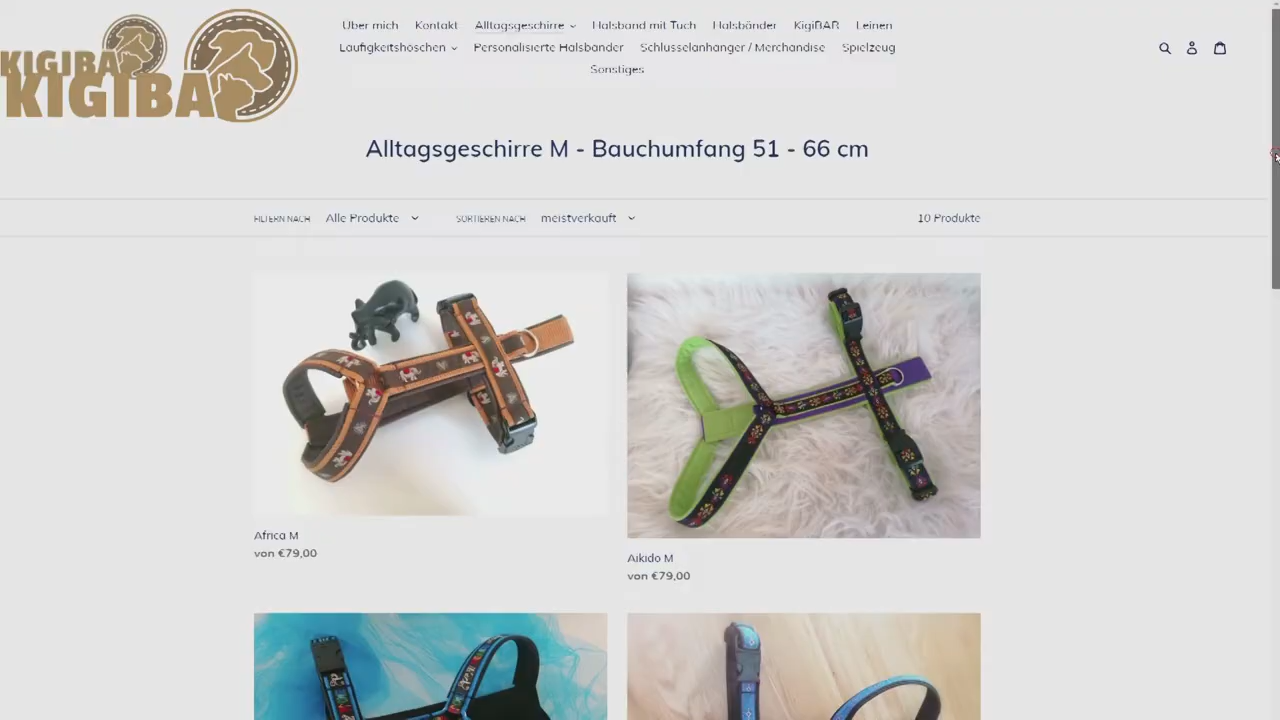 KIGIBA
KIGIBA
Über mich Kontakt Alltagsgeschirre Halsband mit Tuch Halsbänder KigiBAR Leinen
Läufigkeitshöschen Personalisierte Halsbänder Schlüsselanhänger / Merchandise Spielzeug
Sonstiges
Alltagsgeschirre M - Bauchumfang 51 - 66 cm
FILTERN NACH Alle Produkte SORTIEREN NACH meistverkauft 10 Produkte
Africa M
von €79,00
Aikido M
von €79,00